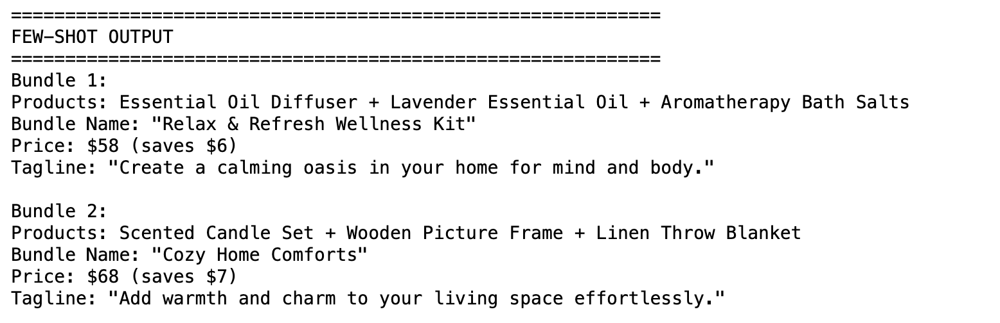 ============================================================
FEW-SHOT OUTPUT
============================================================
Bundle 1:
Products: Essential Oil Diffuser + Lavender Essential Oil + Aromatherapy Bath Salts
Bundle Name: "Relax & Refresh Wellness Kit"
Price: $58 (saves $6)
Tagline: "Create a calming oasis in your home for mind and body."

Bundle 2:
Products: Scented Candle Set + Wooden Picture Frame + Linen Throw Blanket
Bundle Name: "Cozy Home Comforts"
Price: $68 (saves $7)
Tagline: "Add warmth and charm to your living space effortlessly."